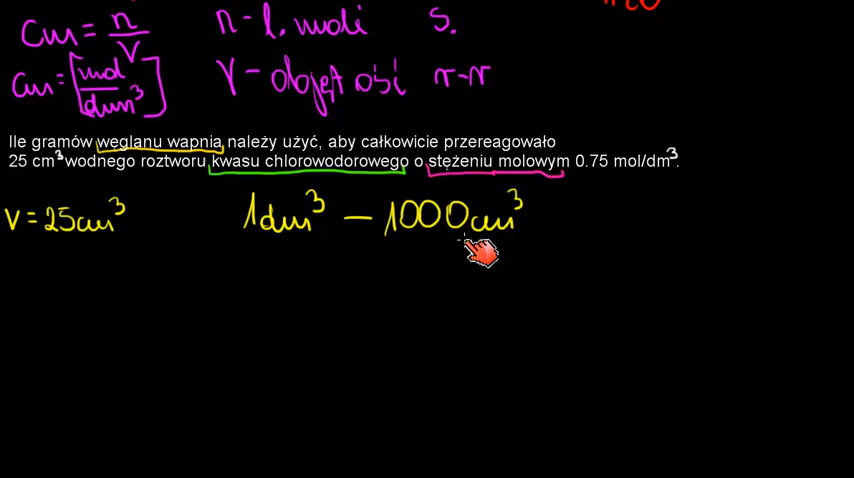 Cm = n/V n - l. moli s.
Cm = [mol/dm³] V - objętość r-r
Ile gramów węglanu wapnia należy użyć, aby całkowicie przereagowało
25 cm³ wodnego roztworu kwasu chlorowodorowego o stężeniu molowym 0.75 mol/dm³.
V = 25cm³ 1dm³ — 1000cm³